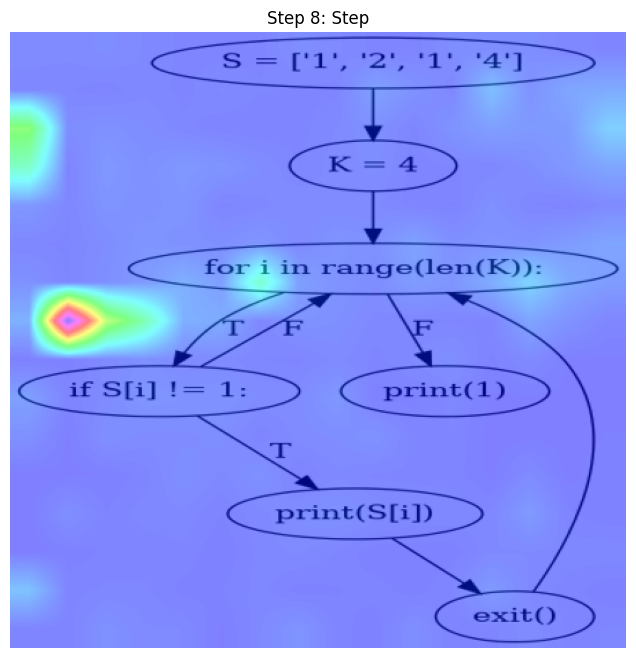 Step 8: Step
S = ['1', '2', '1', '4']
K = 4
for i in range(len(K)):
T
F
F
if S[i] != 1:
print(1)
T
print(S[i])
exit()